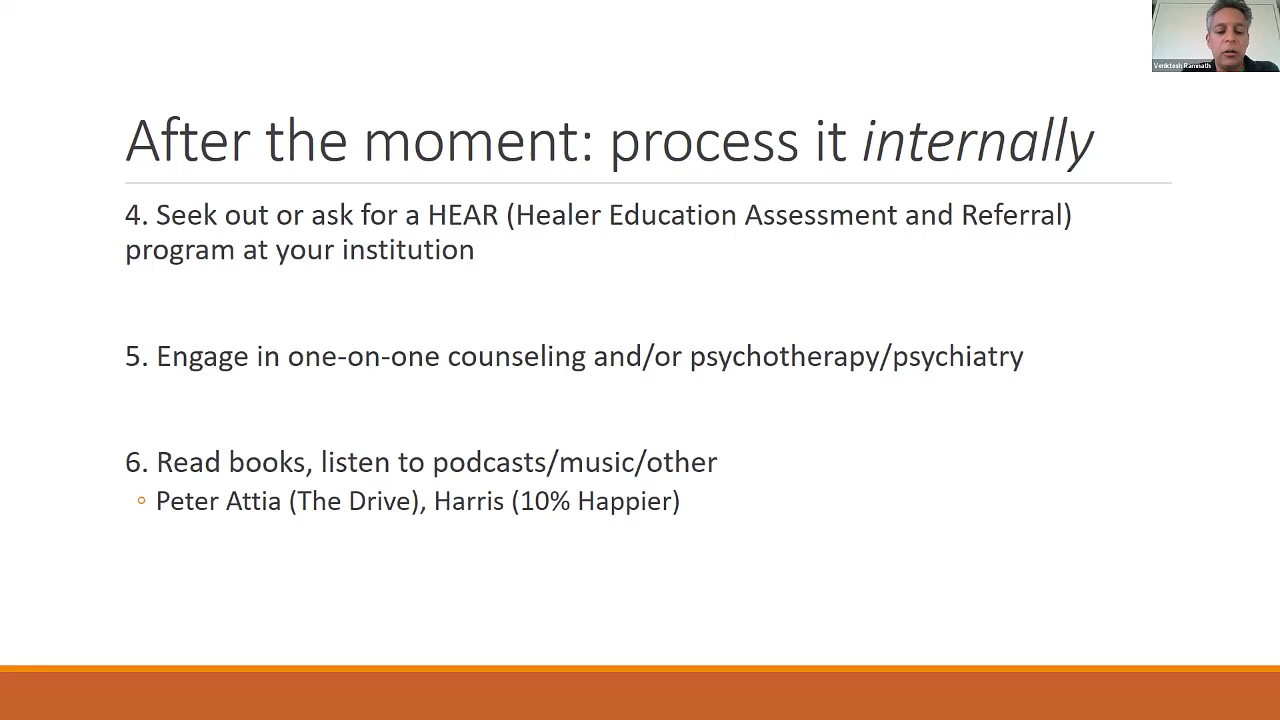 Venktesh Ramnath
After the moment: process it internally
4. Seek out or ask for a HEAR (Healer Education Assessment and Referral)
program at your institution
5. Engage in one-on-one counseling and/or psychotherapy/psychiatry
6. Read books, listen to podcasts/music/other
Peter Attia (The Drive), Harris (10% Happier)